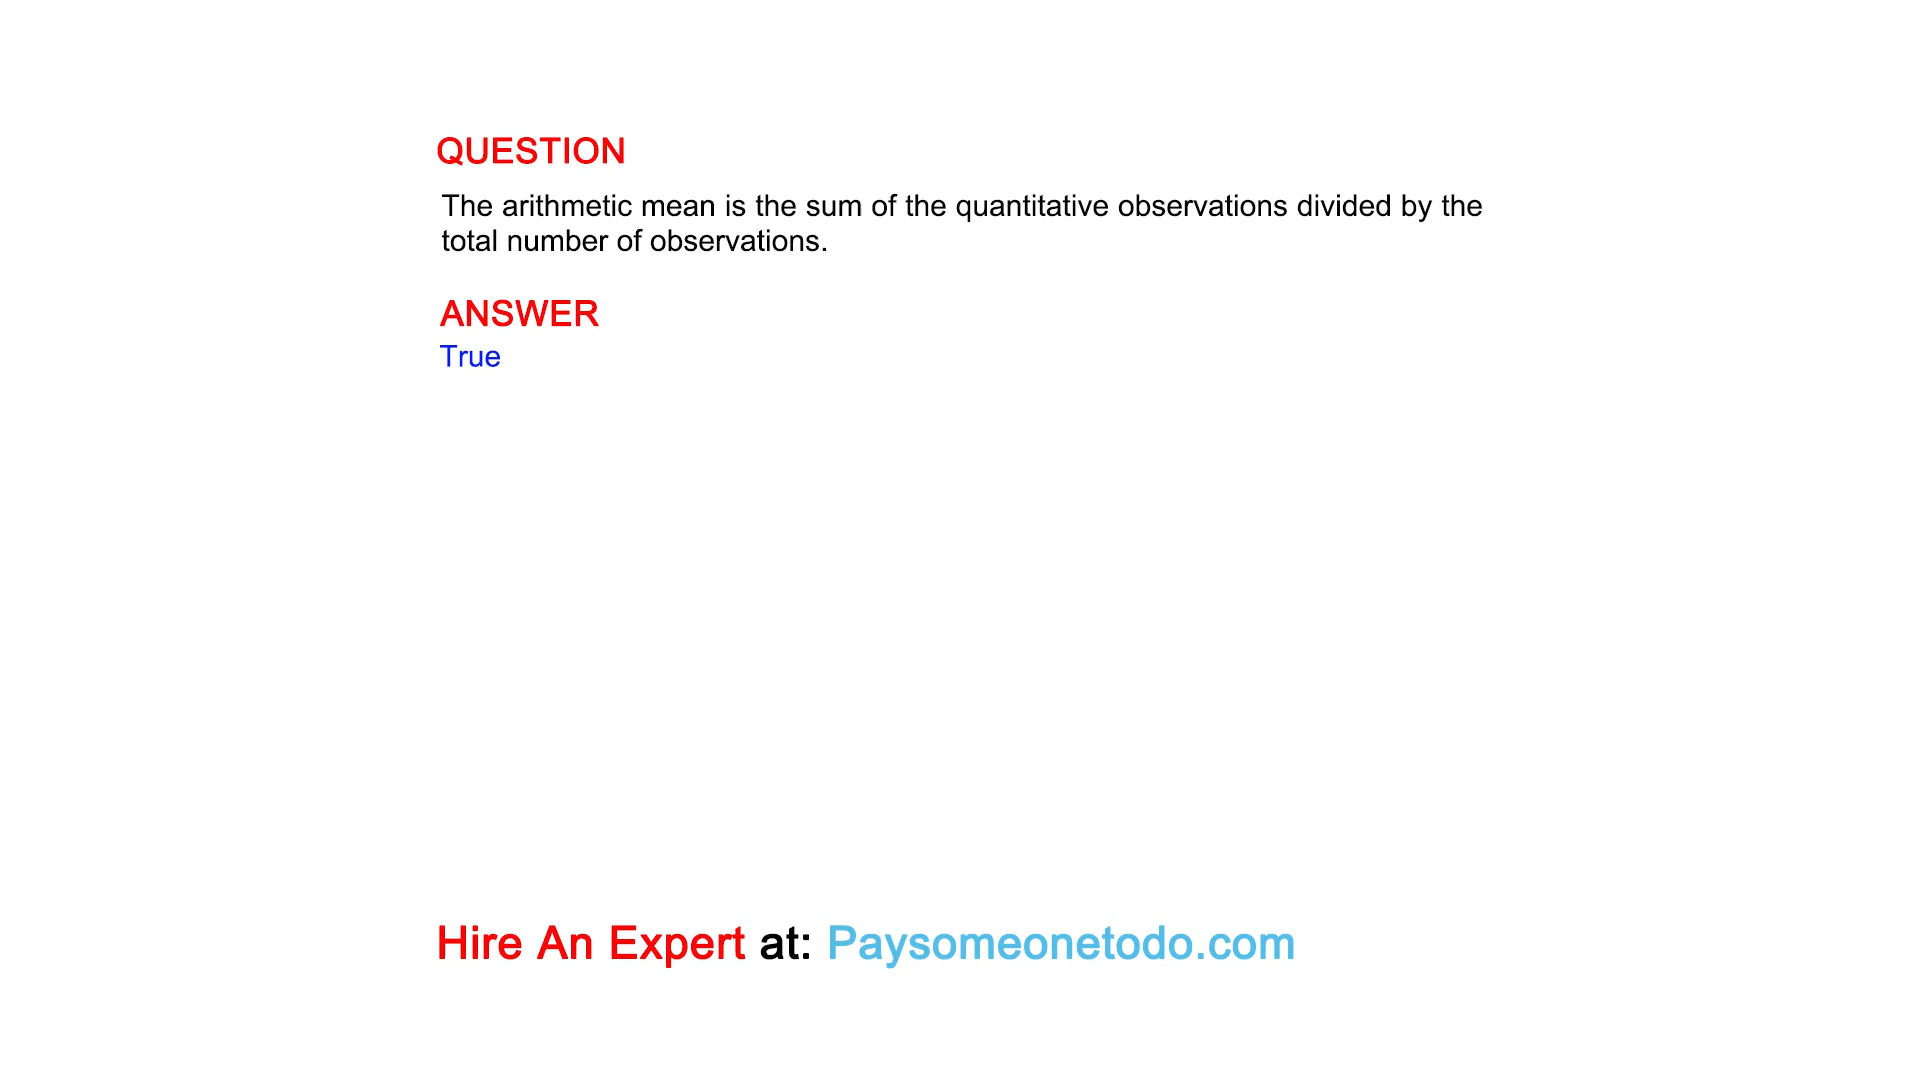 QUESTION
The arithmetic mean is the sum of the quantitative observations divided by the
total number of observations.
ANSWER
True
Hire An Expert at: Paysomeonetodo.com